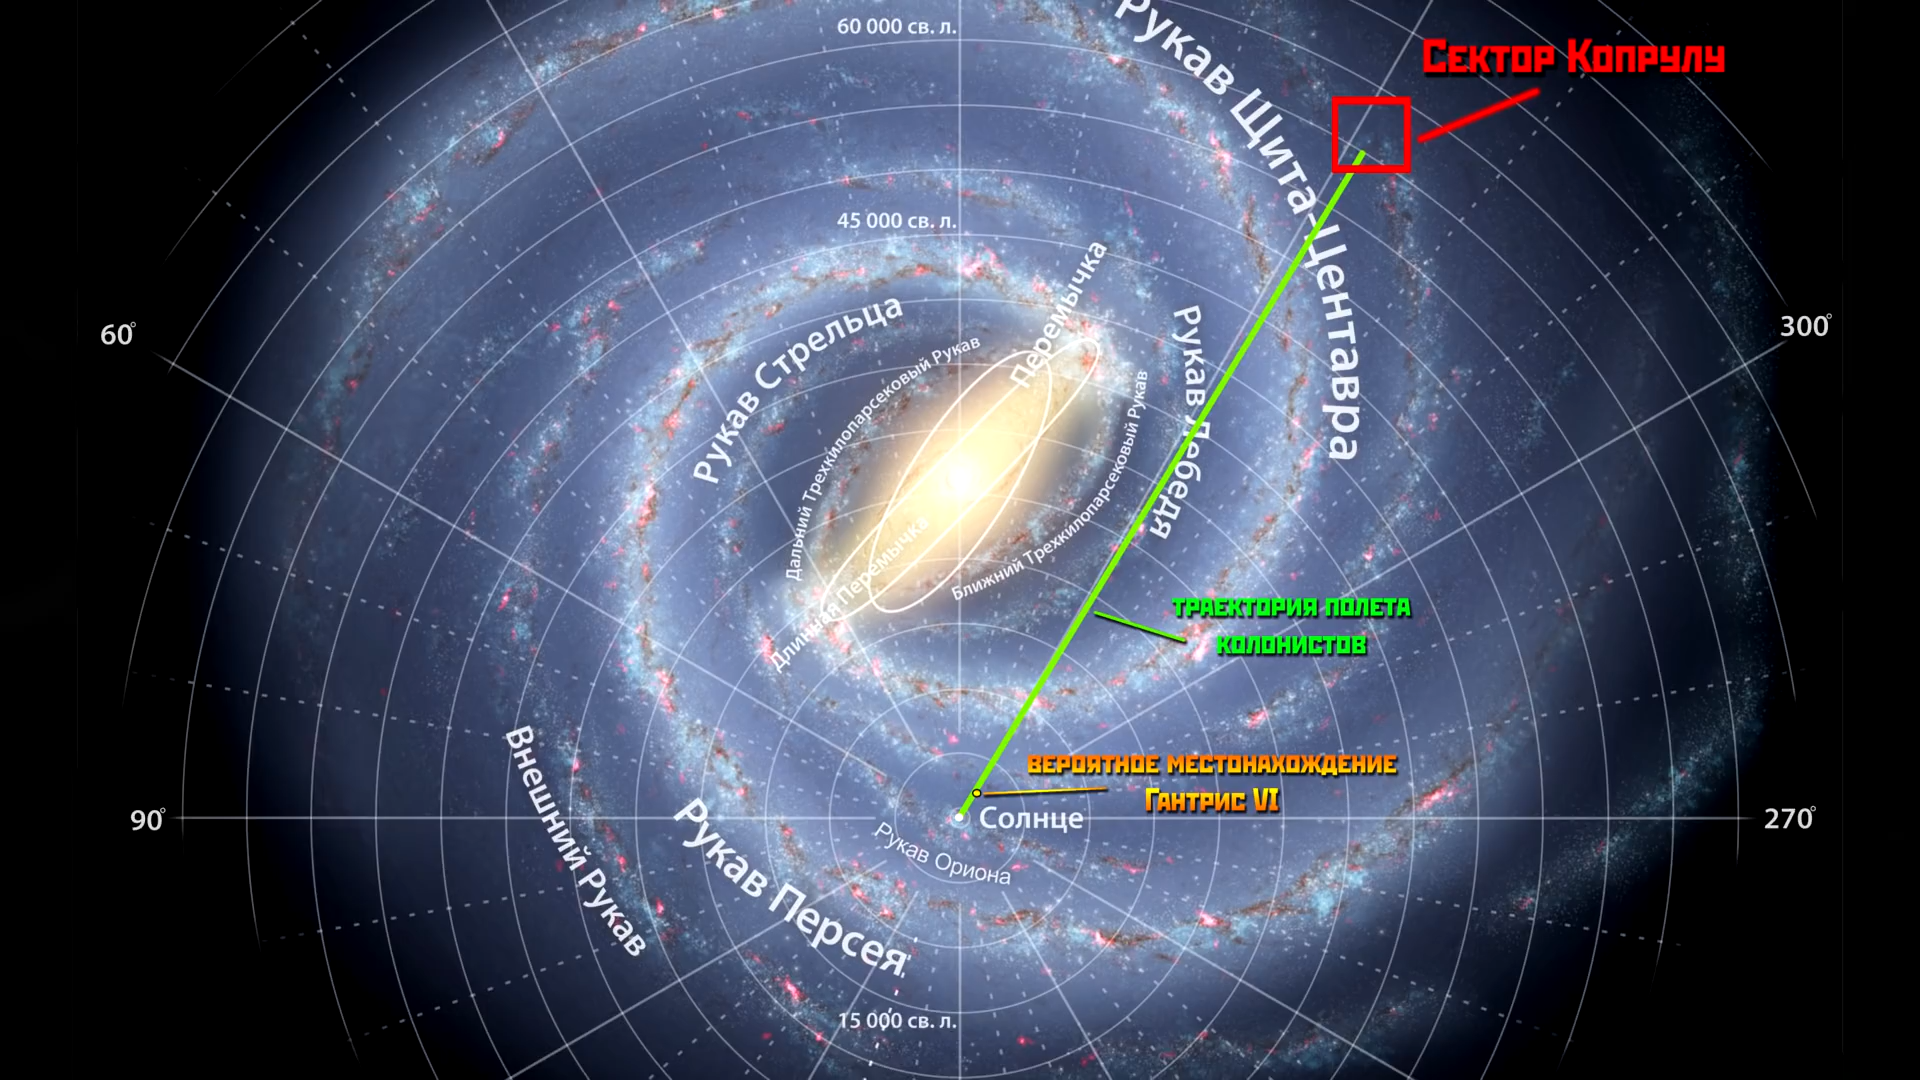 60 000 св. л.
Рукав Щита-Центавра
Сектор Копрулу
45 000 св. л.
Перемычка
60°
300°
Рукав Стрельца
Дальний Трехкилопарсековый Рукав
Рукав Лебедя
Ближний Трехкилопарсековый Рукав
Длинная Перемычка
траектория полета
колонистов
Внешний Рукав
вероятное местонахождение
Гантрис VI
90°
Солнце
270°
Рукав Ориона
Рукав Персея
15 000 св. л.